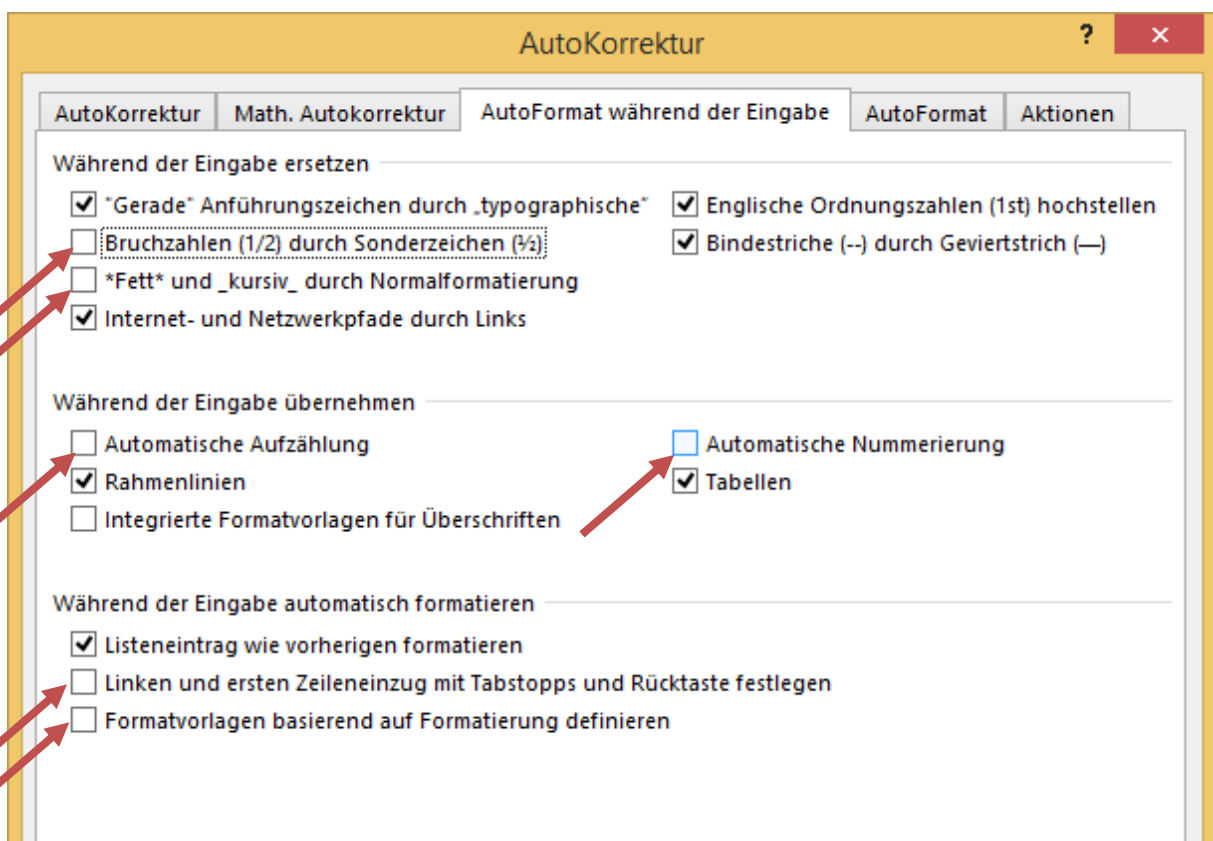 AutoKorrektur
? ×
AutoKorrektur Math. Autokorrektur AutoFormat während der Eingabe AutoFormat Aktionen
Während der Eingabe ersetzen
"Gerade" Anführungszeichen durch „typographische“ Englische Ordnungszahlen (1st) hochstellen
Bruchzahlen (1/2) durch Sonderzeichen (½) Bindestriche (--) durch Geviertstrich (—)
*Fett* und _kursiv_ durch Normalformatierung
Internet- und Netzwerkpfade durch Links
Während der Eingabe übernehmen
Automatische Aufzählung Automatische Nummerierung
Rahmenlinien Tabellen
Integrierte Formatvorlagen für Überschriften
Während der Eingabe automatisch formatieren
Listeneintrag wie vorherigen formatieren
Linken und ersten Zeileneinzug mit Tabstopps und Rücktaste festlegen
Formatvorlagen basierend auf Formatierung definieren